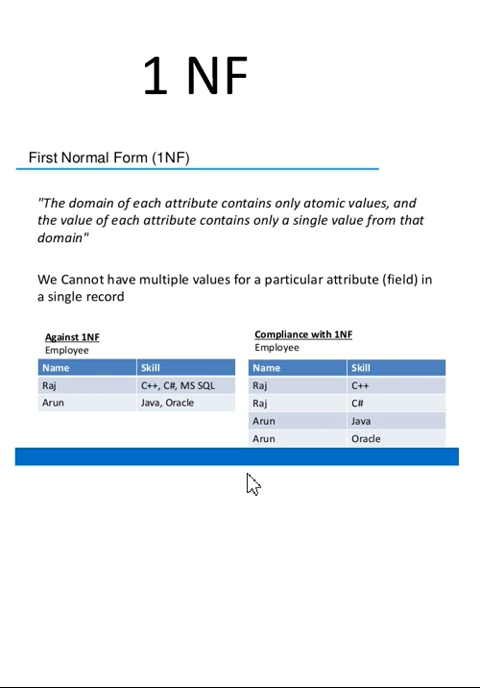 1 NF
First Normal Form (1NF)
"The domain of each attribute contains only atomic values, and
the value of each attribute contains only a single value from that
domain"
We Cannot have multiple values for a particular attribute (field) in
a single record
Against 1NF
Employee
Name Skill
Raj C++, C#, MS SQL
Arun Java, Oracle
Compliance with 1NF
Employee
Name Skill
Raj C++
Raj C#
Arun Java
Arun Oracle